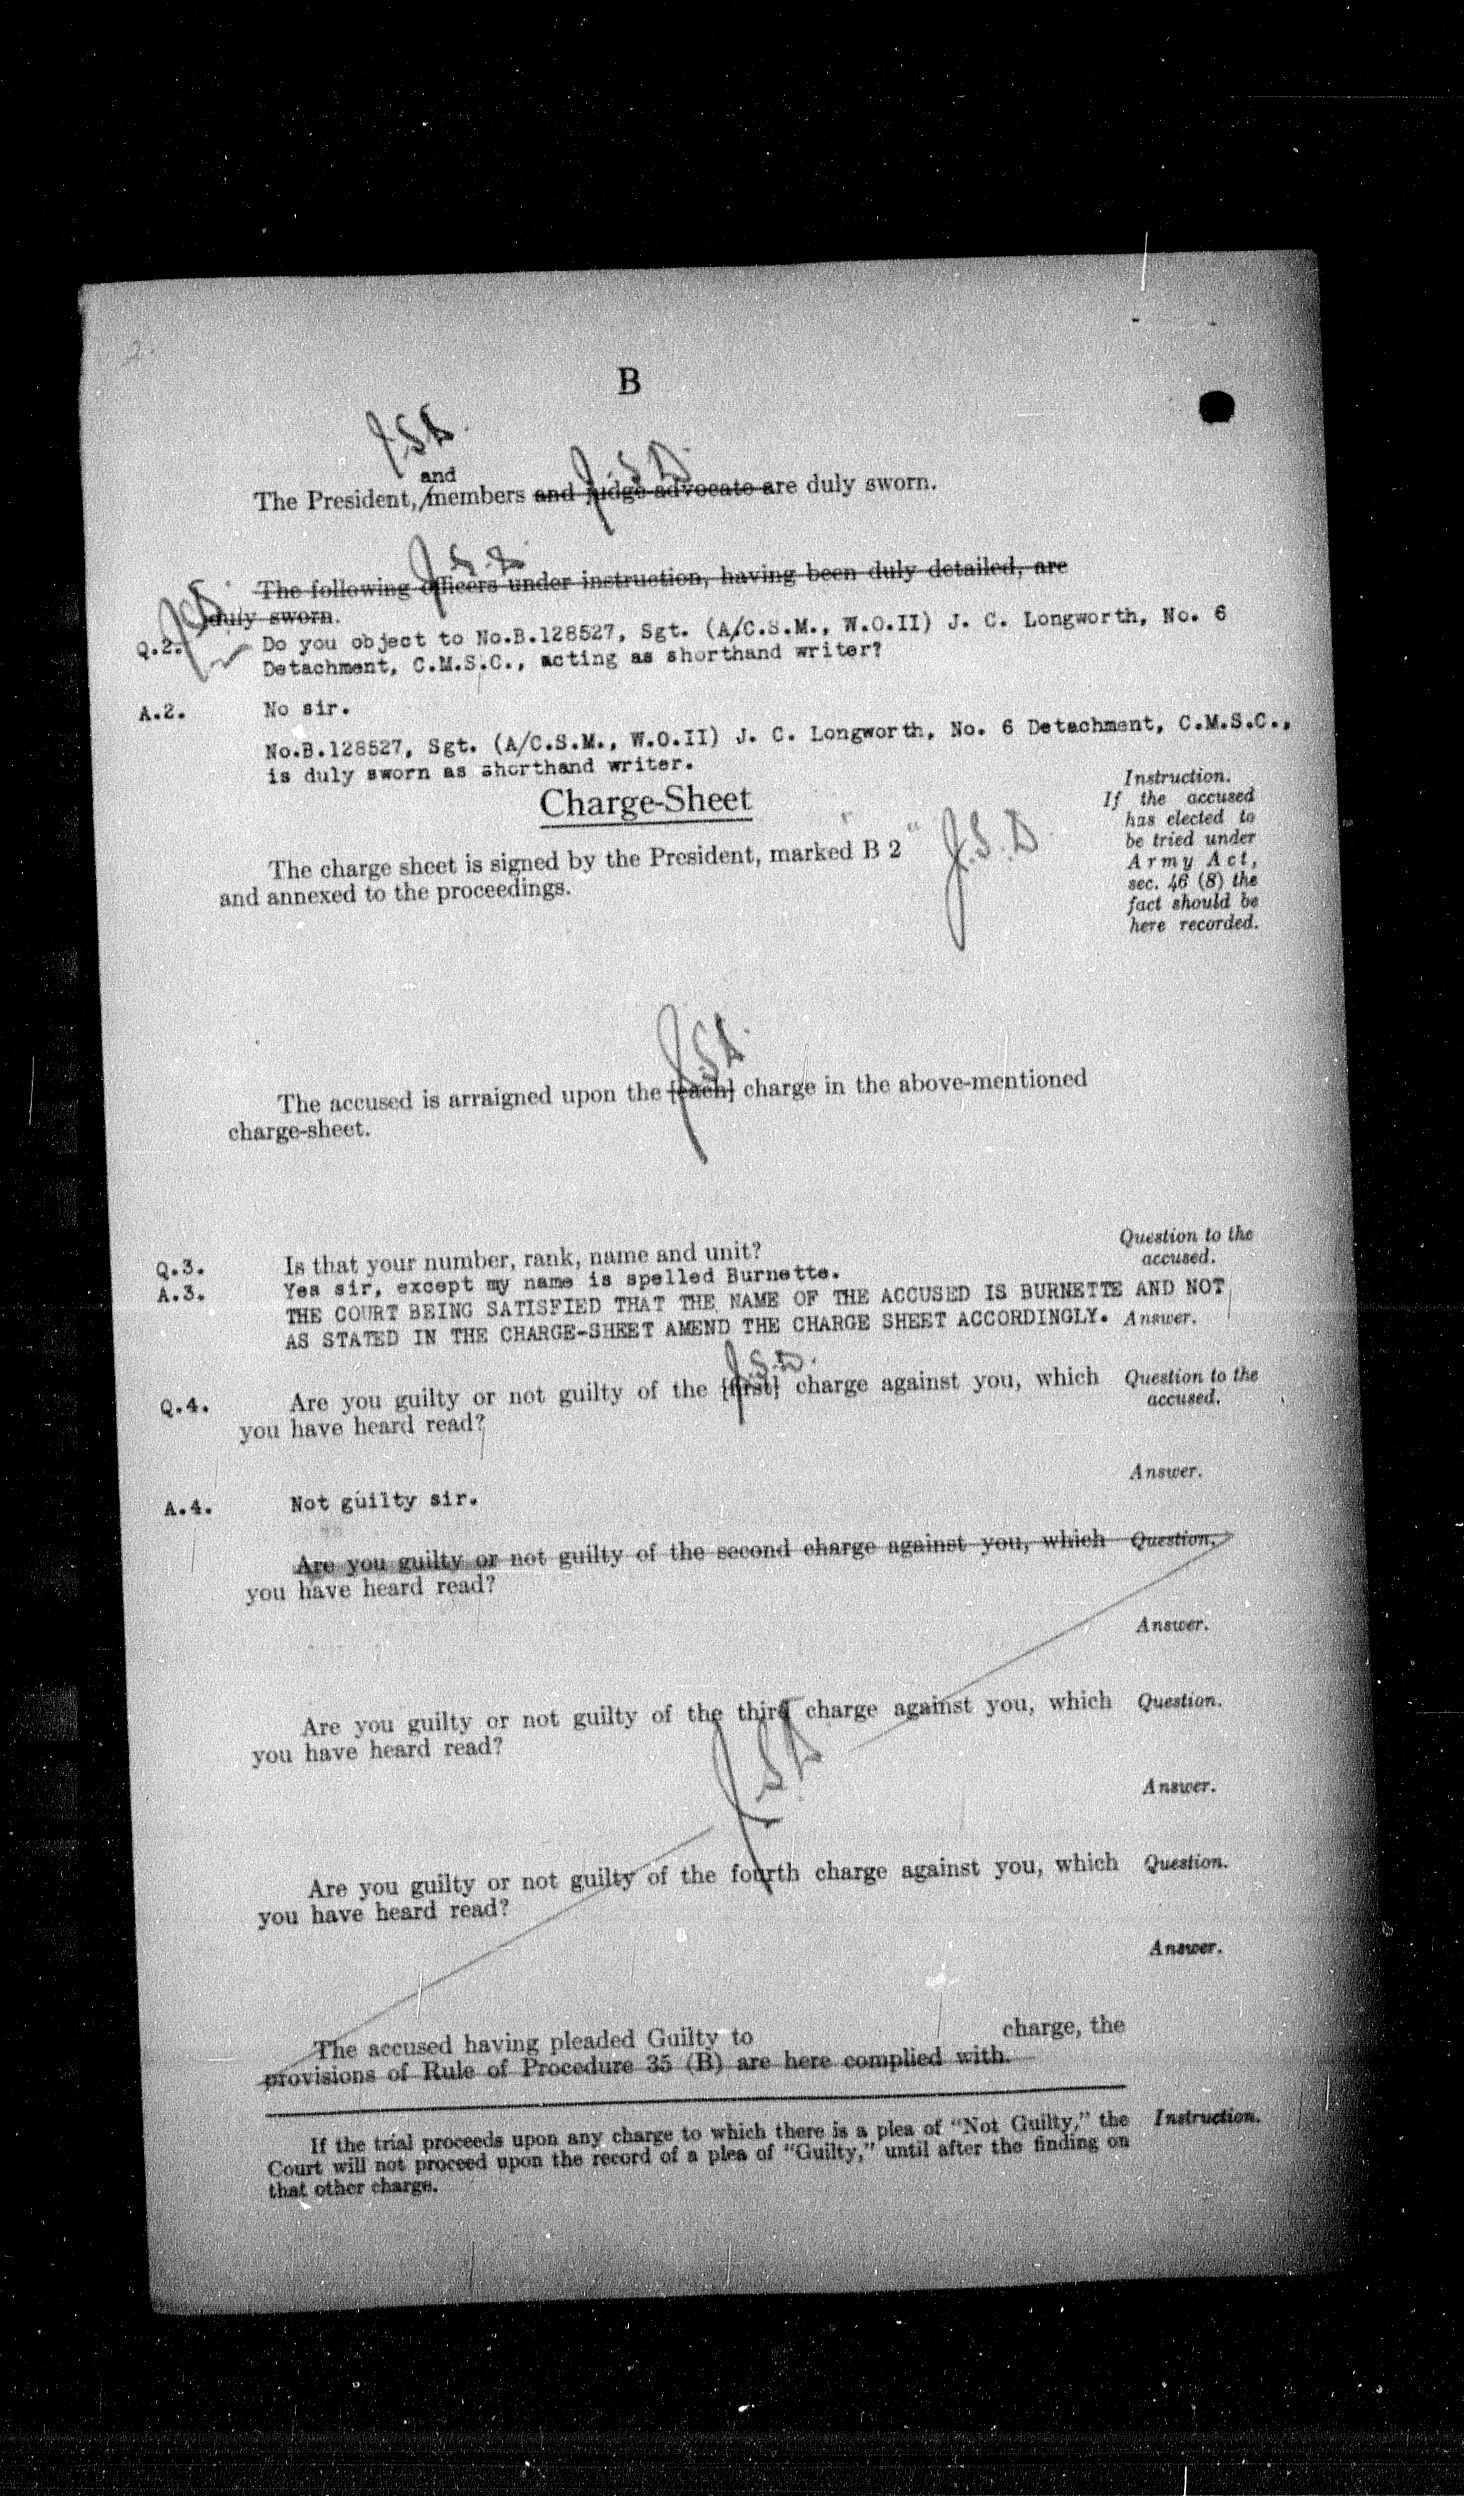 2.
B
J.S.D.
and J.S.D.
The President,/members and judge advocate are duly sworn.
J.S.D.
The following officers under instruction, having been duly detailed, are
J.S.D. duly sworn.
Q.2. Do you object to No.B.128527, Sgt. (A/C.S.M., W.O.II) J. C. Longworth, No. 6
Detachment, C.M.S.C., acting as shorthand writer?
A.2. No sir.
No.B.128527, Sgt. (A/C.S.M., W.O.II) J. C. Longworth, No. 6 Detachment, C.M.S.C.,
is duly sworn as shorthand writer.
Charge-Sheet
The charge sheet is signed by the President, marked "B 2" J.S.D.
and annexed to the proceedings.
Instruction.
If the accused
has elected to
be tried under
Army Act,
sec. 46 (8) the
fact should be
here recorded.
J.S.D.
The accused is arraigned upon the [each] charge in the above-mentioned
charge-sheet.
Q.3. Is that your number, rank, name and unit? Question to the
accused.
A.3. Yes sir, except my name is spelled Burnette.
THE COURT BEING SATISFIED THAT THE NAME OF THE ACCUSED IS BURNETTE AND NOT
AS STATED IN THE CHARGE-SHEET AMEND THE CHARGE SHEET ACCORDINGLY. Answer.
J.S.D.
Q.4. Are you guilty or not guilty of the [first] charge against you, which Question to the
you have heard read? accused.
Answer.
A.4. Not guilty sir.
Are you guilty or not guilty of the second charge against you, which Question.
you have heard read?
Answer.
Are you guilty or not guilty of the third charge against you, which Question.
you have heard read?
J.S.D.
Answer.
Are you guilty or not guilty of the fourth charge against you, which Question.
you have heard read?
Answer.
The accused having pleaded Guilty to charge, the
provisions of Rule of Procedure 35 (B) are here complied with.
If the trial proceeds upon any charge to which there is a plea of "Not Guilty," the Instruction.
Court will not proceed upon the record of a plea of "Guilty," until after the finding on
that other charge.